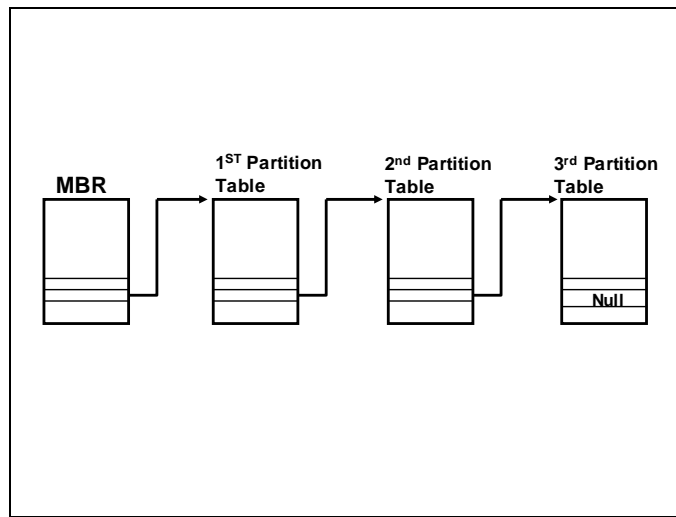 MBR
1ST Partition
Table
2nd Partition
Table
3rd Partition
Table
Null